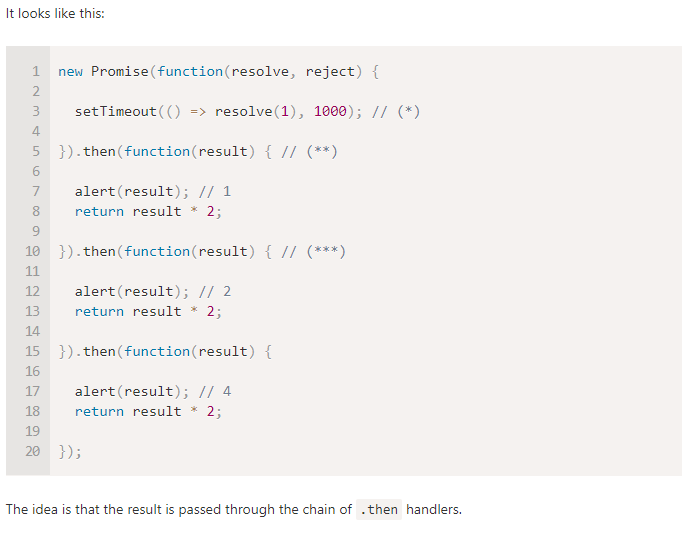 It looks like this:
1 new Promise(function(resolve, reject) {
2
3   setTimeout(() => resolve(1), 1000); // (*)
4
5 }).then(function(result) { // (**)
6
7   alert(result); // 1
8   return result * 2;
9
10 }).then(function(result) { // (***)
11
12   alert(result); // 2
13   return result * 2;
14
15 }).then(function(result) {
16
17   alert(result); // 4
18   return result * 2;
19
20 });
The idea is that the result is passed through the chain of .then handlers.